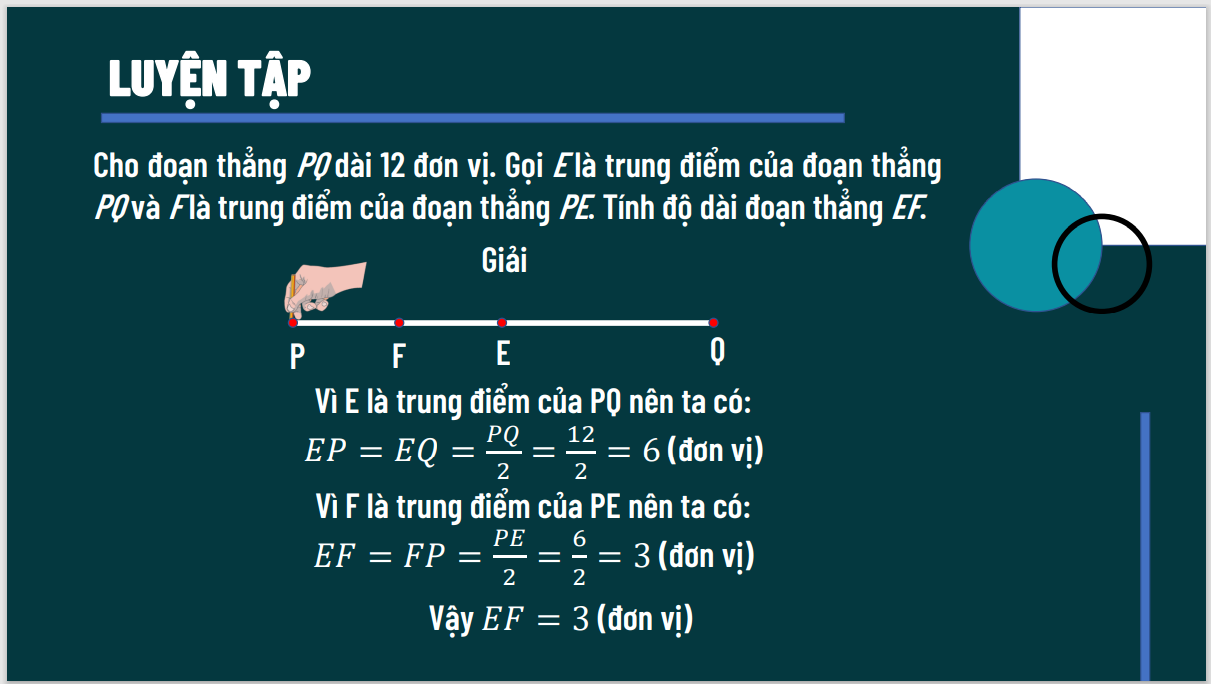 LUYỆN TẬP
Cho đoạn thẳng PQ dài 12 đơn vị. Gọi E là trung điểm của đoạn thẳng
PQ và F là trung điểm của đoạn thẳng PE. Tính độ dài đoạn thẳng EF.
Giải
P F E Q
Vì E là trung điểm của PQ nên ta có:
EP = EQ = PQ/2 = 12/2 = 6 (đơn vị)
Vì F là trung điểm của PE nên ta có:
EF = FP = PE/2 = 6/2 = 3 (đơn vị)
Vậy EF = 3 (đơn vị)